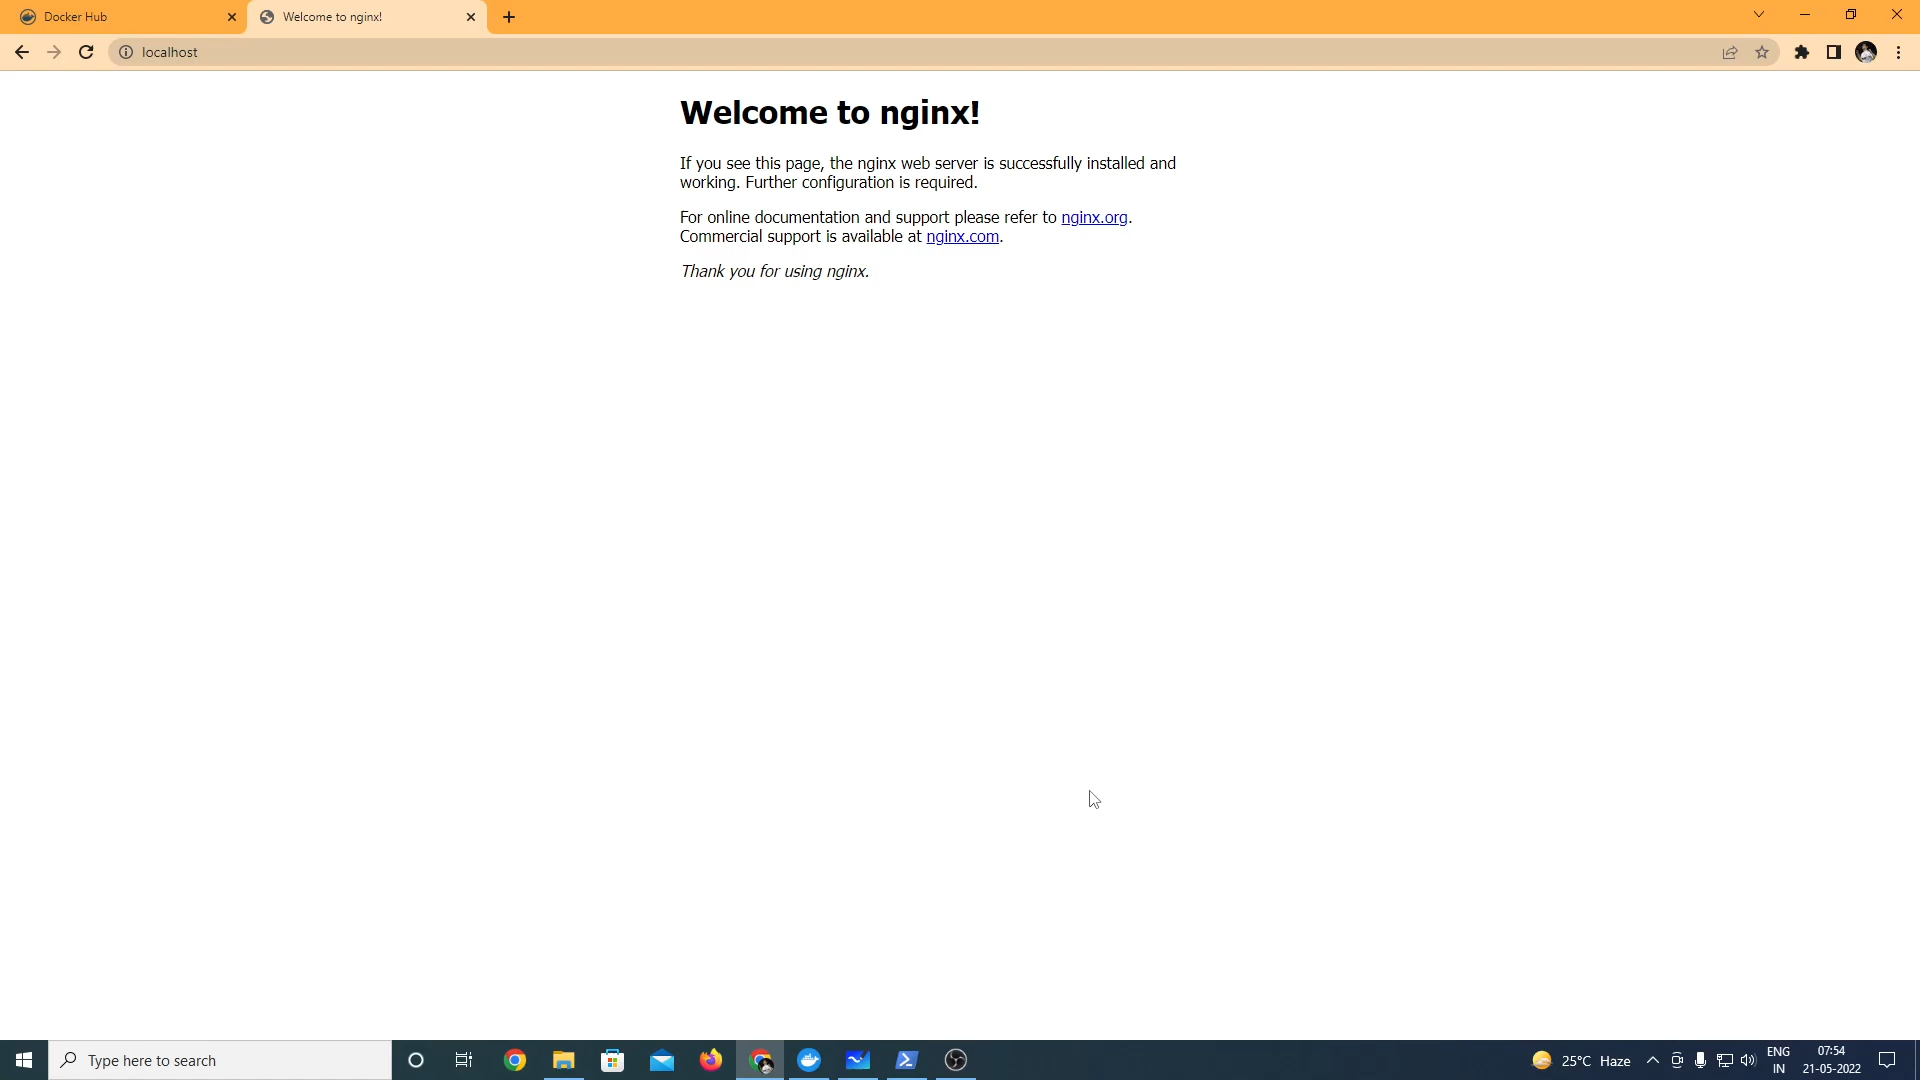 Docker Hub
Welcome to nginx!
localhost
Welcome to nginx!
If you see this page, the nginx web server is successfully installed and
working. Further configuration is required.
For online documentation and support please refer to nginx.org.
Commercial support is available at nginx.com.
Thank you for using nginx.
Type here to search
25°C Haze
ENG
IN
07:54
21-05-2022